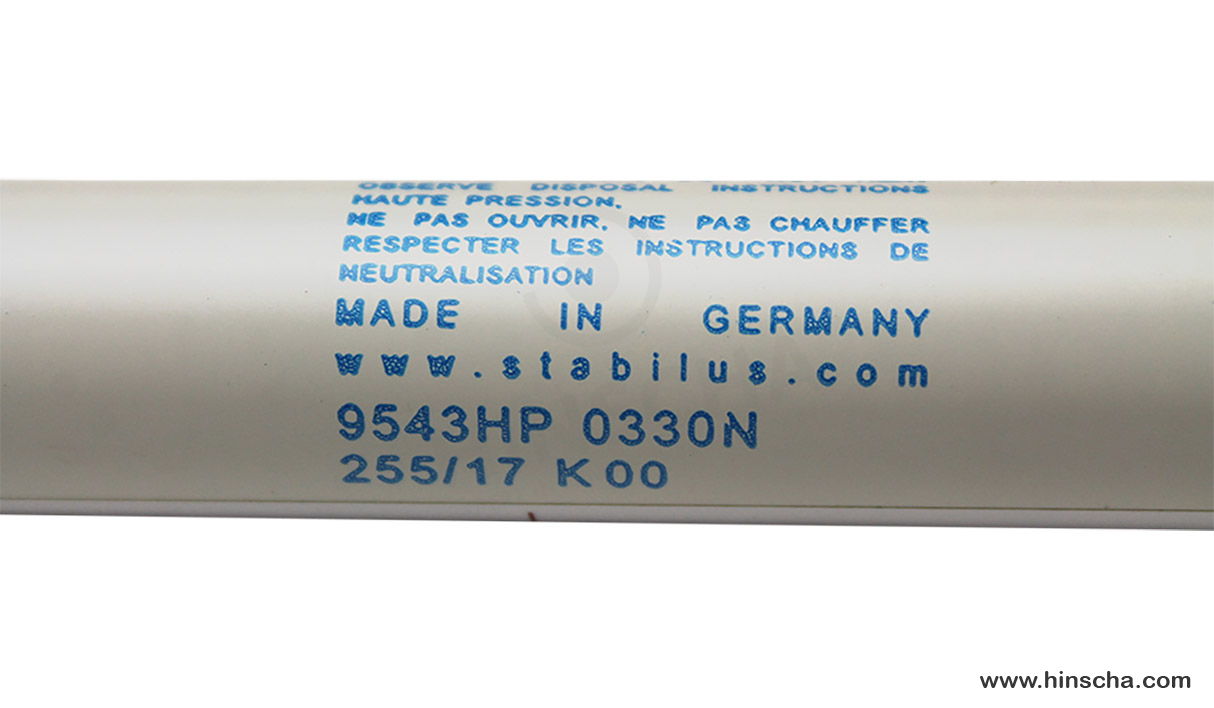 OBSERVE DISPOSAL INSTRUCTIONS
HAUTE PRESSION,
NE PAS OUVRIR, NE PAS CHAUFFER
RESPECTER LES INSTRUCTIONS DE
NEUTRALISATION
MADE IN GERMANY
www.stabilus.com
9543HP 0330N
255/17 K00
www.hinscha.com